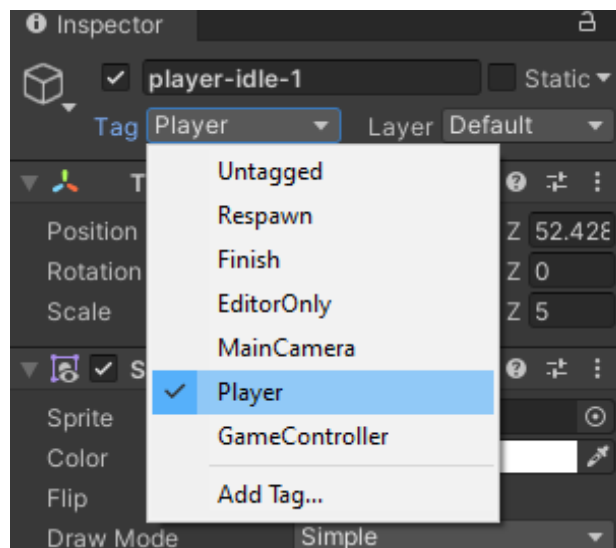 Inspector
player-idle-1 Static
Tag Player Layer Default
Untagged
Respawn
Finish
EditorOnly
MainCamera
Player
GameController
Add Tag...
T
Position Z 52.428
Rotation Z 0
Scale Z 5
S
Sprite
Color
Flip
Draw Mode Simple